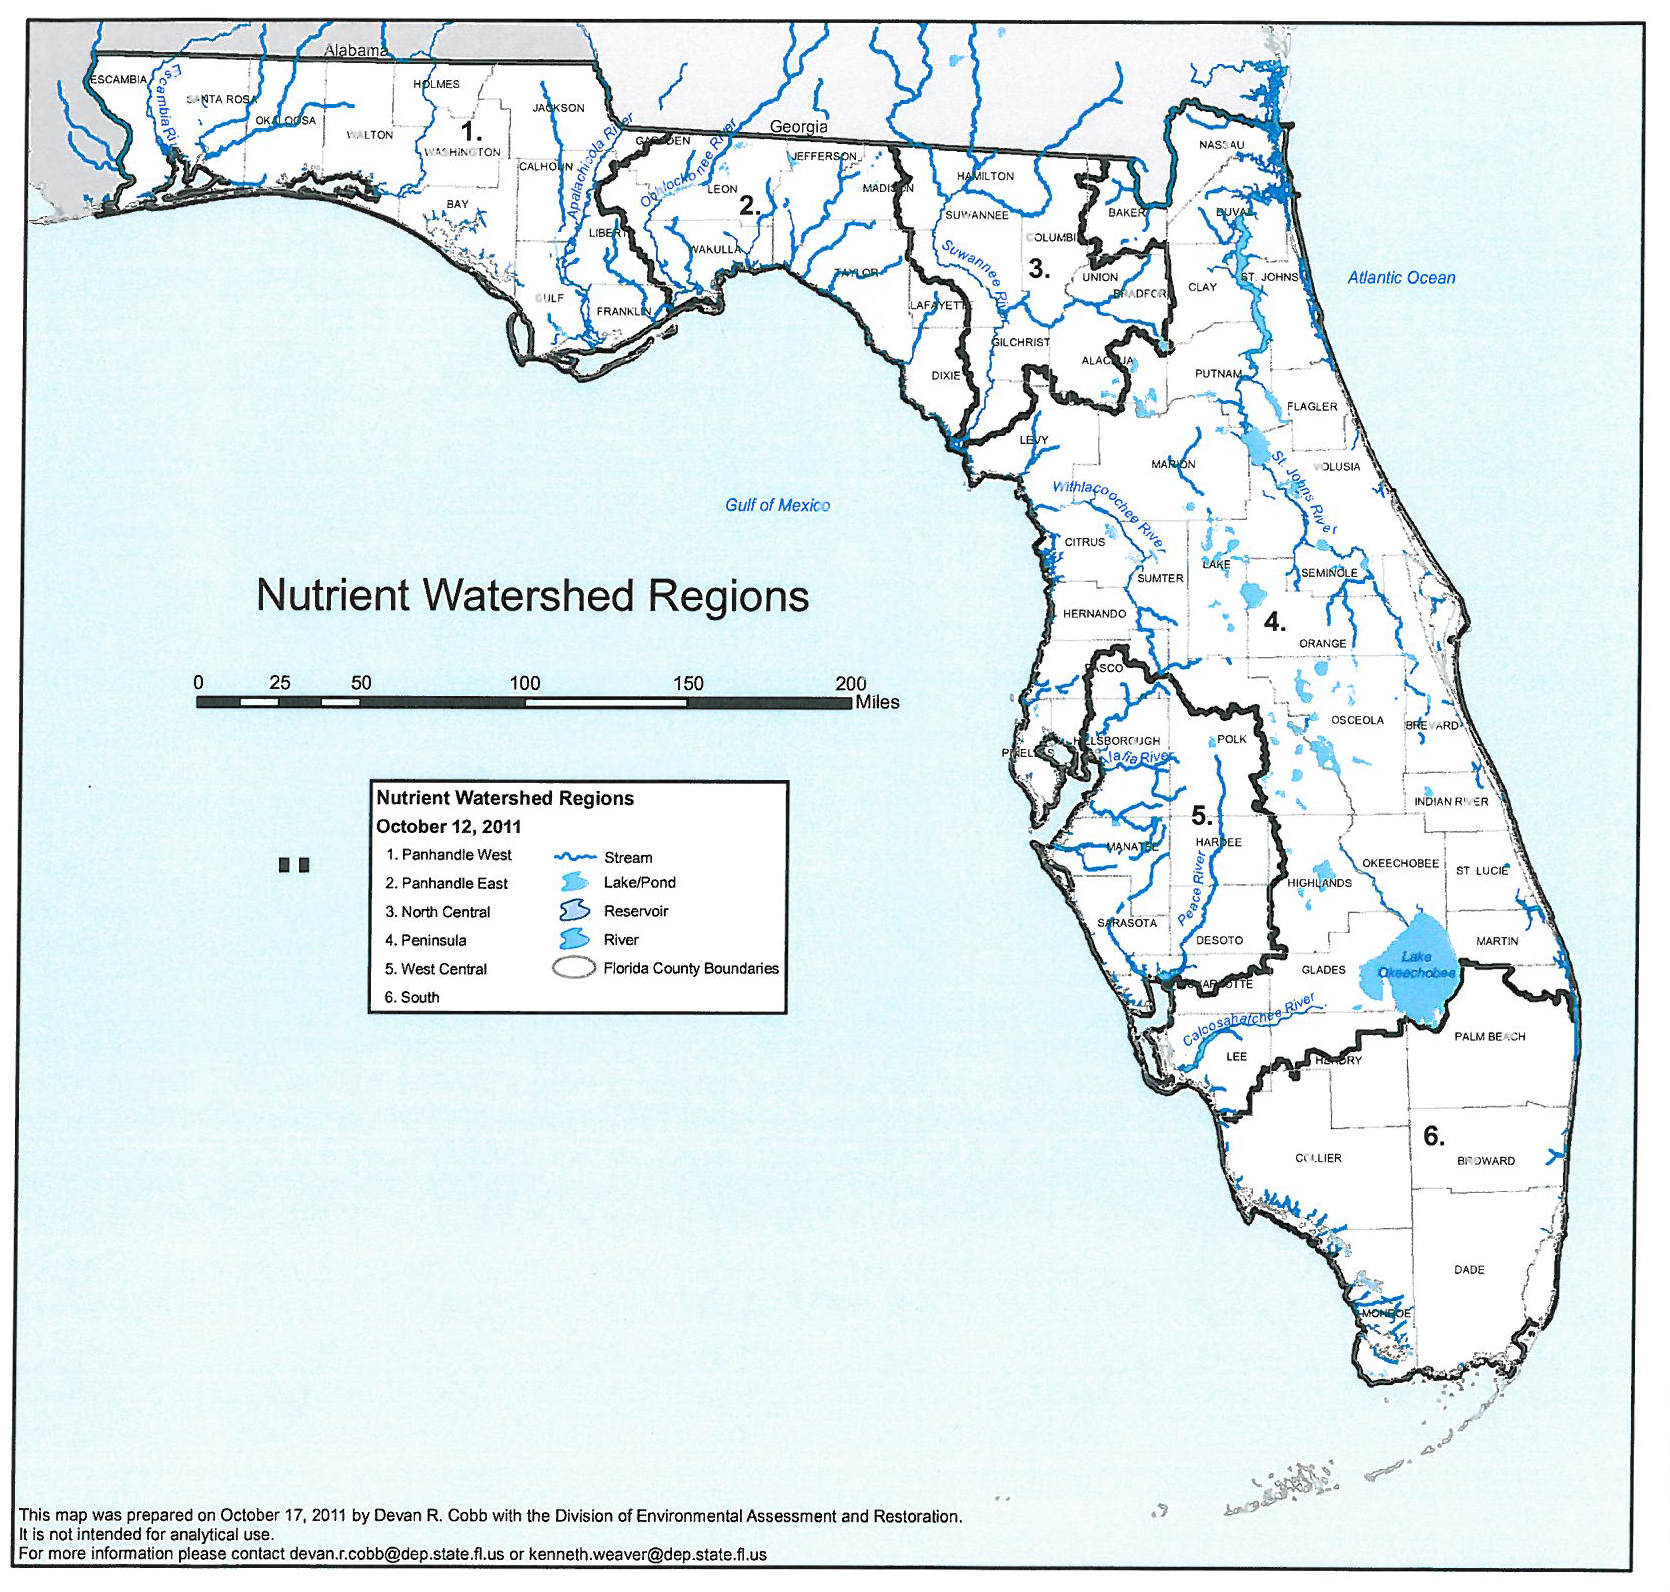 Alabama
ESCAMBIA
Escambia River
SANTA ROSA
OKALOOSA
WALTON
HOLMES
1.
WASHINGTON
JACKSON
CALHOUN
BAY
Apalachicola River
LIBERTY
GULF
FRANKLIN
Georgia
GADSDEN
Ochlockonee River
LEON
2.
JEFFERSON
MADISON
WAKULLA
TAYLOR
HAMILTON
SUWANNEE
COLUMBIA
Suwannee River
3.
LAFAYETTE
DIXIE
GILCHRIST
UNION
BRADFORD
ALACHUA
BAKER
NASSAU
DUVAL
CLAY
ST. JOHNS
PUTNAM
FLAGLER
Atlantic Ocean
LEVY
MARION
VOLUSIA
St. Johns River
Withlacoochee River
Gulf of Mexico
CITRUS
SUMTER
LAKE
SEMINOLE
HERNANDO
4.
ORANGE
PASCO
OSCEOLA
BREVARD
PINELLAS
HILLSBOROUGH
Alafia River
POLK
5.
INDIAN RIVER
MANATEE
HARDEE
Peace River
OKEECHOBEE
ST. LUCIE
HIGHLANDS
SARASOTA
DESOTO
MARTIN
Lake
Okeechobee
GLADES
CHARLOTTE
Caloosahatchee River
LEE
HENDRY
PALM BEACH
6.
COLLIER
BROWARD
DADE
MONROE
Nutrient Watershed Regions
0 25 50 100 150 200
Miles
Nutrient Watershed Regions
October 12, 2011
1. Panhandle West
2. Panhandle East
3. North Central
4. Peninsula
5. West Central
6. South
Stream
Lake/Pond
Reservoir
River
Florida County Boundaries
This map was prepared on October 17, 2011 by Devan R. Cobb with the Division of Environmental Assessment and Restoration.
It is not intended for analytical use.
For more information please contact devan.r.cobb@dep.state.fl.us or kenneth.weaver@dep.state.fl.us